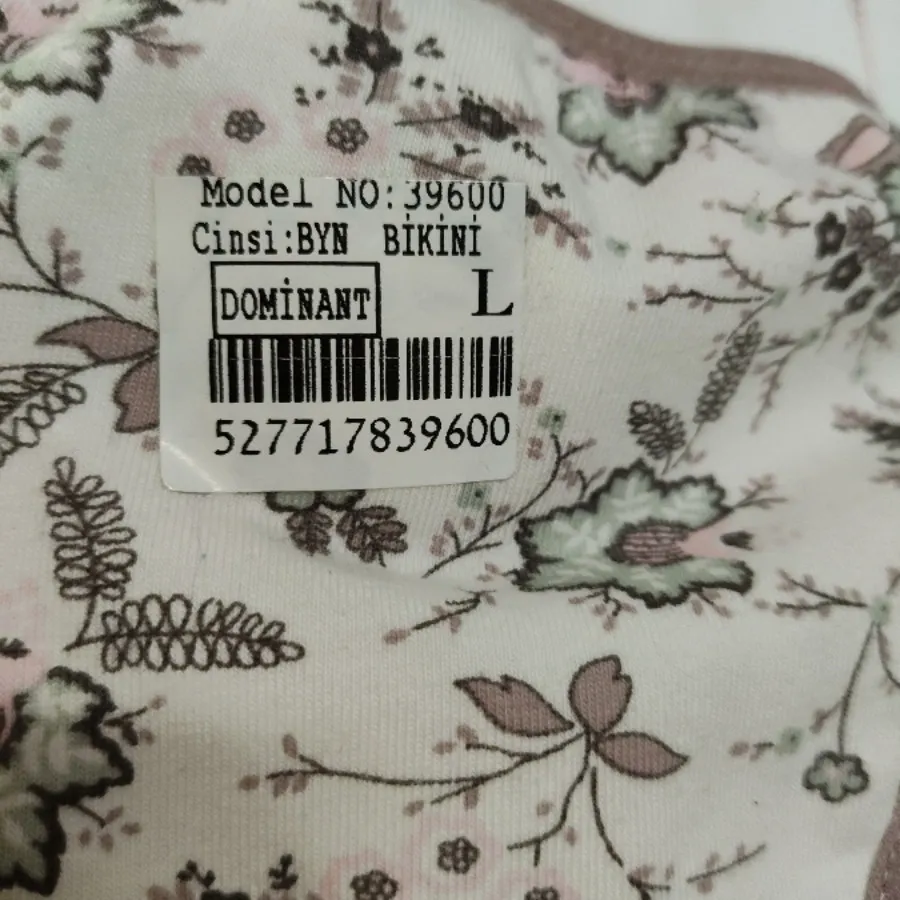 Model NO:39600
Cinsi:BYN BİKİNİ
DOMİNANT L
527717839600